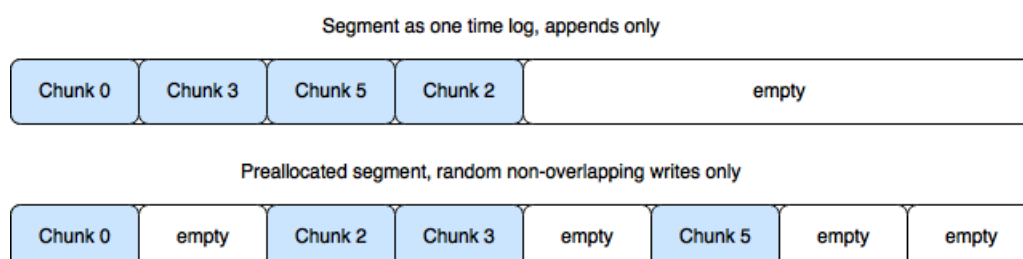 Segment as one time log, appends only
Chunk 0 Chunk 3 Chunk 5 Chunk 2 empty
Preallocated segment, random non-overlapping writes only
Chunk 0 empty Chunk 2 Chunk 3 empty Chunk 5 empty empty